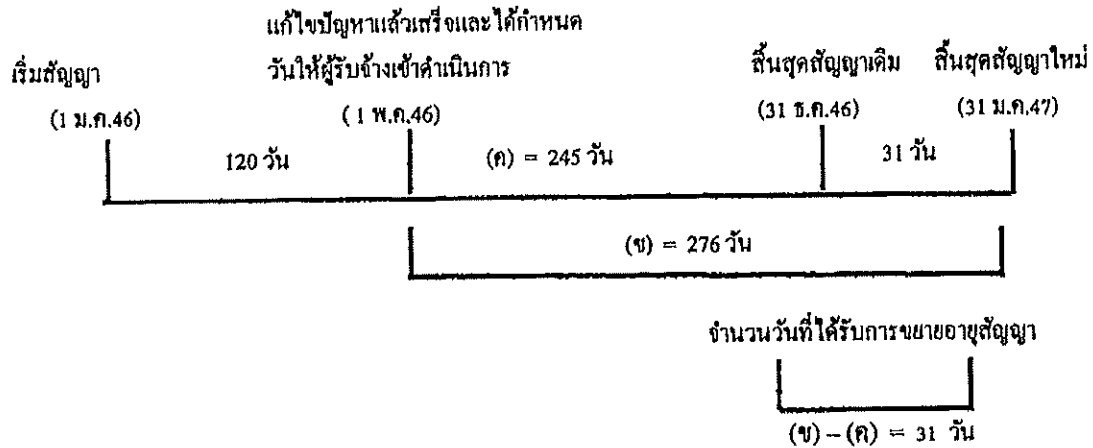 แก้ไขปัญหาแล้วเสร็จและได้กำหนด
วันให้ผู้รับจ้างเข้าดำเนินการ
เริ่มสัญญา
สิ้นสุดสัญญาเดิม
สิ้นสุดสัญญาใหม่
(1 ม.ค.46)
( 1 พ.ค.46)
(31 ธ.ค.46)
(31 ม.ค.47)
120 วัน
(ค) = 245 วัน
31 วัน
(ข) = 276 วัน
จำนวนวันที่ได้รับการขยายอายุสัญญา
(ข) – (ค) = 31 วัน